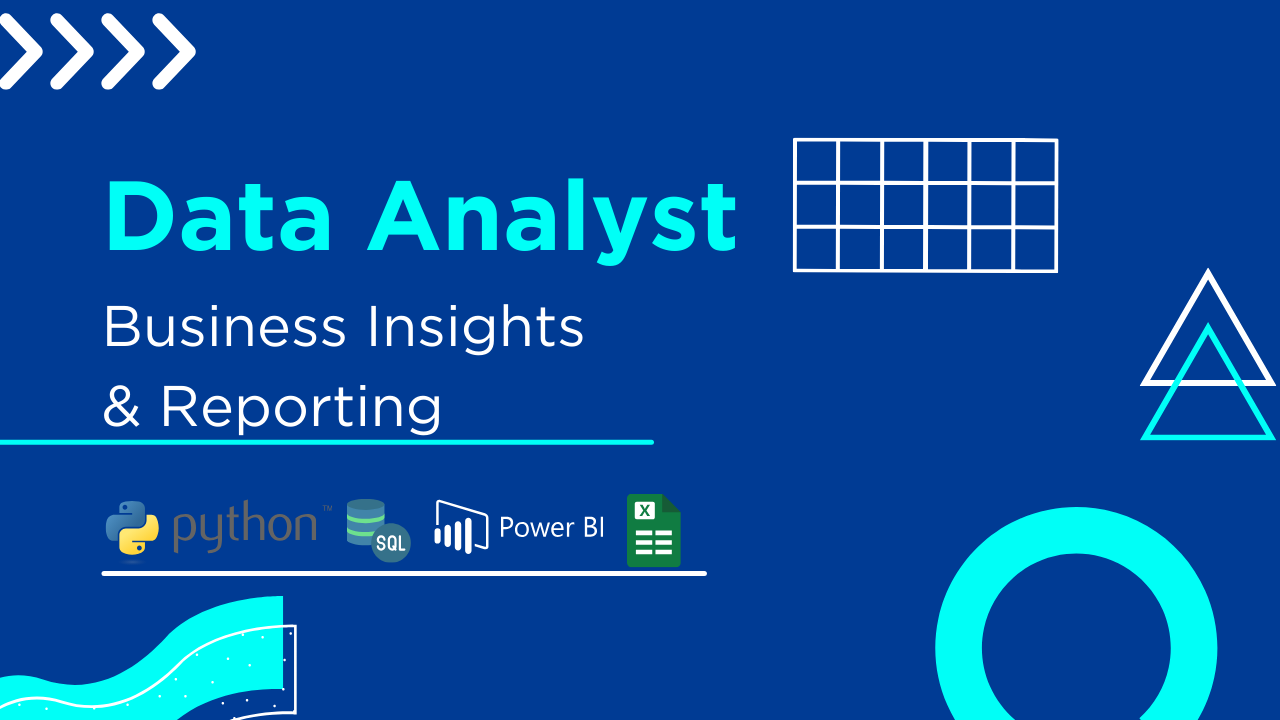 Data Analyst
Business Insights
& Reporting
python™ SQL Power BI X